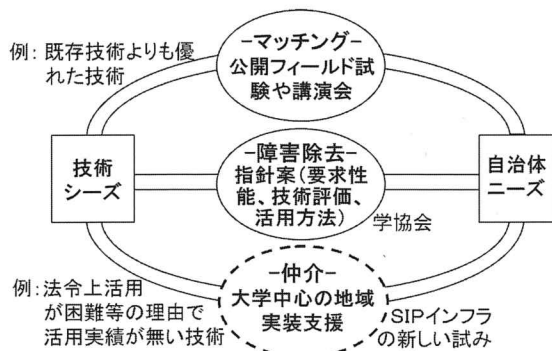 例: 既存技術よりも優
れた技術
−マッチング−
公開フィールド試
験や講演会
技術
シーズ
−障害除去−
指針案(要求性
能、技術評価、
活用方法)
学協会
自治体
ニーズ
例:法令上活用
が困難等の理由で
活用実績が無い技術
−仲介−
大学中心の地域
実装支援
SIPインフラ
の新しい試み